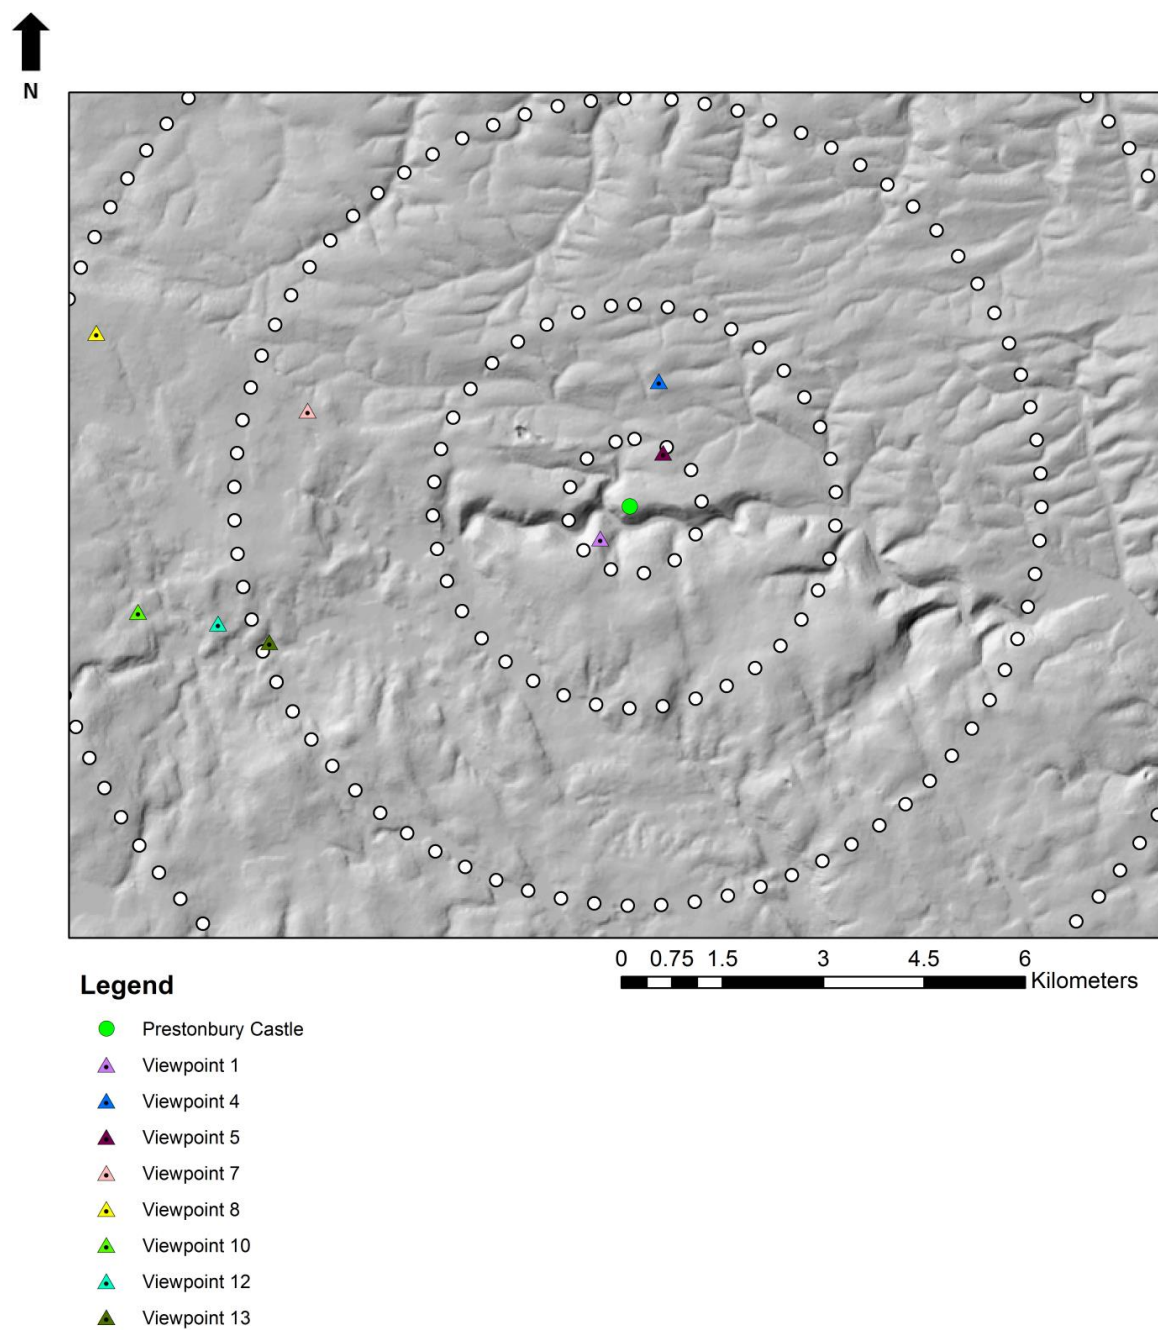 N
0 0.75 1.5 3 4.5 6
Kilometers
Legend
Prestonbury Castle
Viewpoint 1
Viewpoint 4
Viewpoint 5
Viewpoint 7
Viewpoint 8
Viewpoint 10
Viewpoint 12
Viewpoint 13